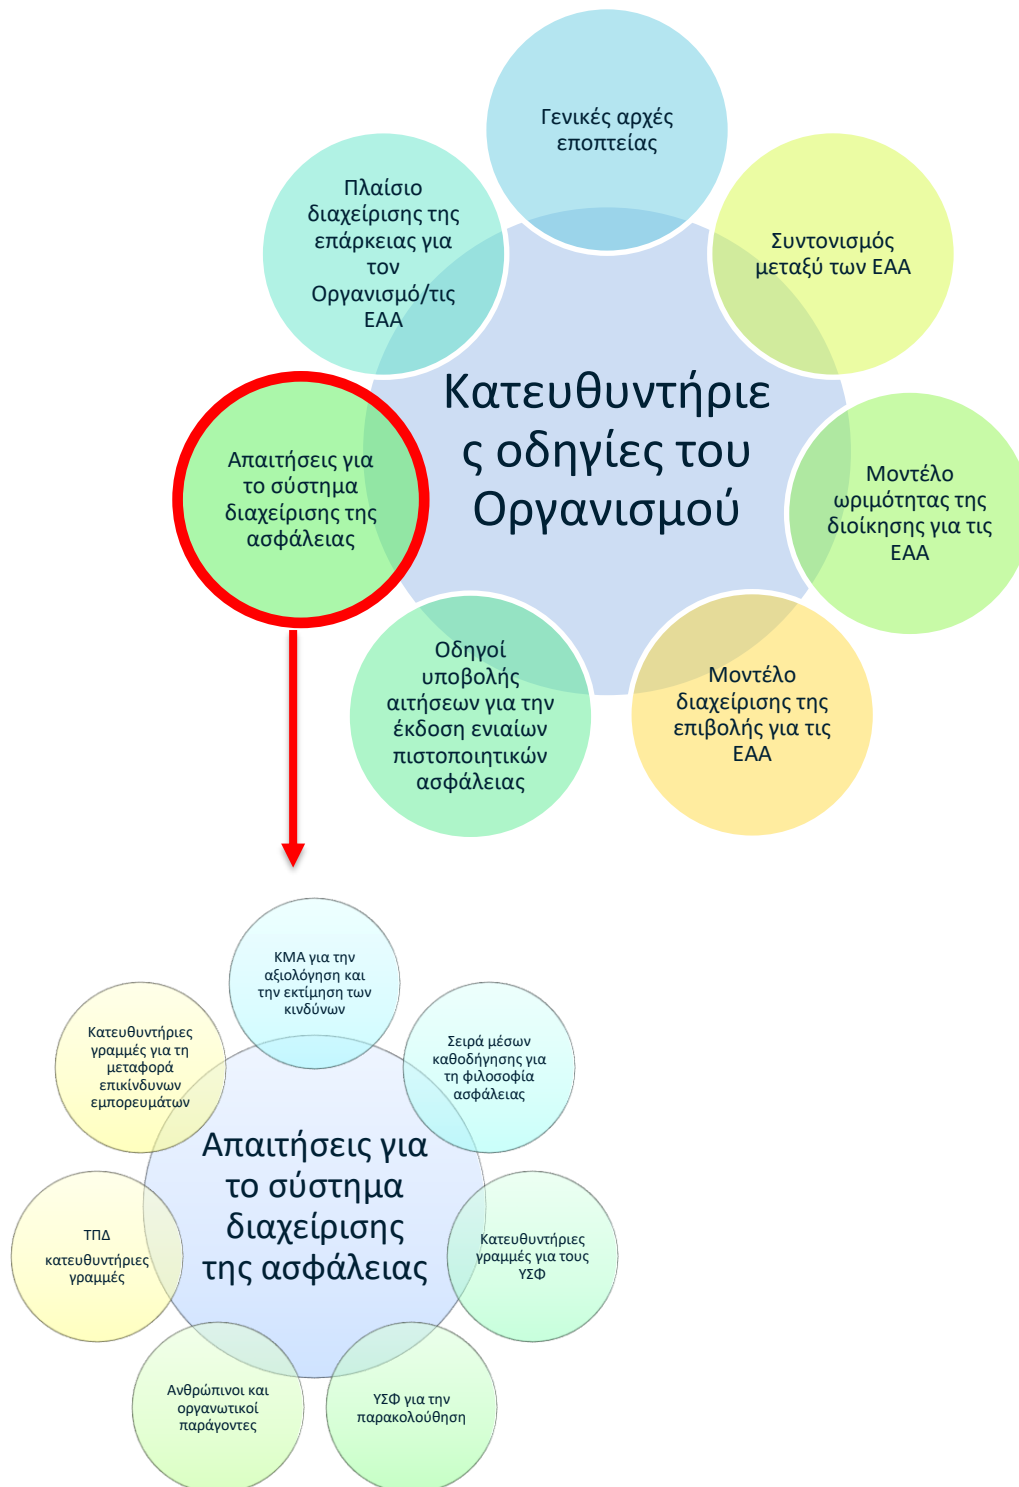 Γενικές αρχές
εποπτείας
Πλαίσιο
διαχείρισης της
επάρκειας για
τον
Οργανισμό/τις
ΕΑΑ
Συντονισμός
μεταξύ των ΕΑΑ
Κατευθυντήριε
ς οδηγίες του
Οργανισμού
Απαιτήσεις για
το σύστημα
διαχείρισης της
ασφάλειας
Μοντέλο
ωριμότητας της
διοίκησης για τις
ΕΑΑ
Οδηγοί
υποβολής
αιτήσεων για την
έκδοση ενιαίων
πιστοποιητικών
ασφάλειας
Μοντέλο
διαχείρισης της
επιβολής για τις
ΕΑΑ
ΚΜΑ για την
αξιολόγηση και
την εκτίμηση των
κινδύνων
Κατευθυντήριες
γραμμές για τη
μεταφορά
επικίνδυνων
εμπορευμάτων
Σειρά μέσων
καθοδήγησης για
τη φιλοσοφία
ασφάλειας
Απαιτήσεις για
το σύστημα
διαχείρισης
της ασφάλειας
ΤΠΔ
κατευθυντήριες
γραμμές
Κατευθυντήριες
γραμμές για τους
ΥΣΦ
Ανθρώπινοι και
οργανωτικοί
παράγοντες
ΥΣΦ για την
παρακολούθηση